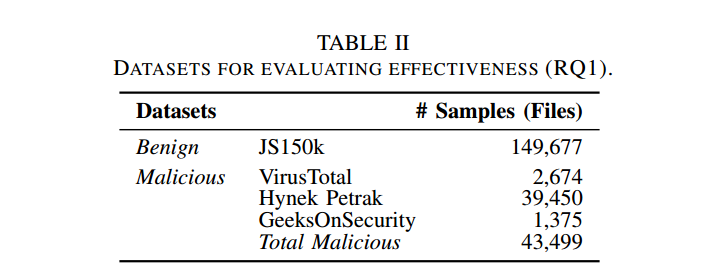 TABLE II
DATASETS FOR EVALUATING EFFECTIVENESS (RQ1).
Datasets # Samples (Files)
Benign JS150k 149,677
Malicious VirusTotal 2,674
Hynek Petrak 39,450
GeeksOnSecurity 1,375
Total Malicious 43,499